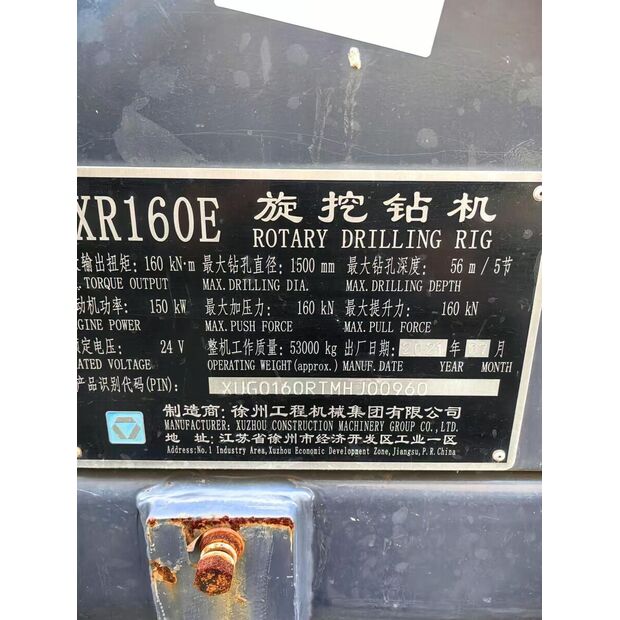 XR160E 旋挖钻机
ROTARY DRILLING RIG
输出扭矩: 160 kN·m 最大钻孔直径: 1500 mm 最大钻孔深度: 56 m / 5节
TORQUE OUTPUT MAX. DRILLING DIA. MAX. DRILLING DEPTH
动机功率: 150 kW 最大加压力: 160 kN 最大提升力: 160 kN
GINE POWER MAX. PUSH FORCE MAX. PULL FORCE
额定电压: 24 V 整机工作质量: 53000 kg 出厂日期: 2021 年 07 月
ATED VOLTAGE OPERATING WEIGHT(approx.) MANUF. DATE YEAR MONTH
产品识别代码(PIN): XUG0160RTMHJ00960
制造商: 徐州工程机械集团有限公司
MANUFACTURER: XUZHOU CONSTRUCTION MACHINERY GROUP CO., LTD.
地 址: 江苏省徐州市经济开发区工业一区
Address:No.1 Industry Area,Xuzhou Economic Development Zone,Jiangsu,P.R.China